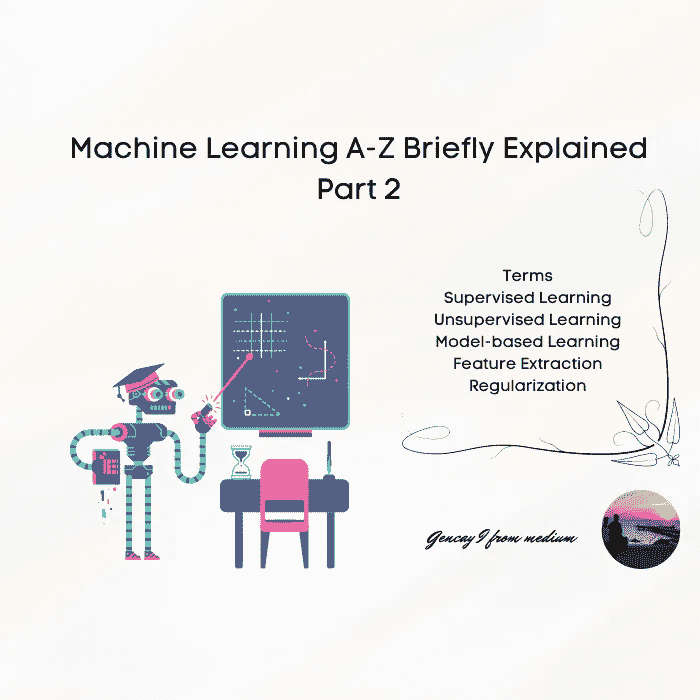 Machine Learning A-Z Briefly Explained
Part 2
Terms
Supervised Learning
Unsupervised Learning
Model-based Learning
Feature Extraction
Regularization
Gencay I from medium